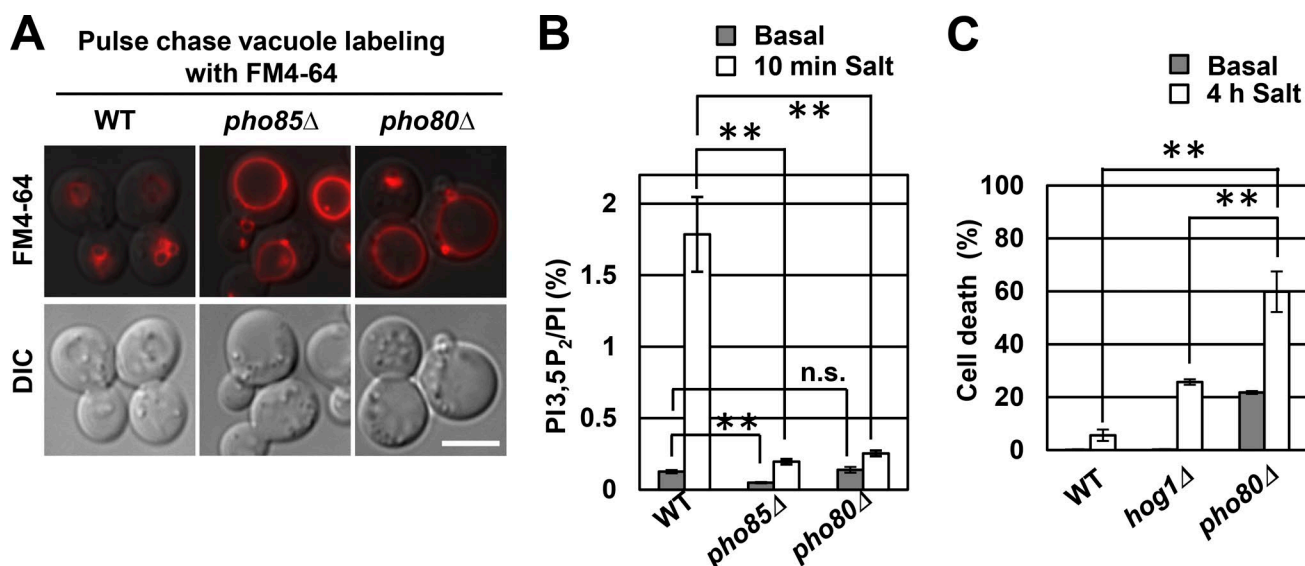 A
Pulse chase vacuole labeling
with FM4-64
WT
pho85Δ
pho80Δ
FM4-64
DIC
B
Basal
10 min Salt
**
**
2
1.5
1
0.5
0
PI3,5P₂/PI (%)
n.s.
**
WT
pho85Δ
pho80Δ
C
Basal
4 h Salt
**
**
100
80
60
40
20
0
Cell death (%)
WT
hog1Δ
pho80Δ